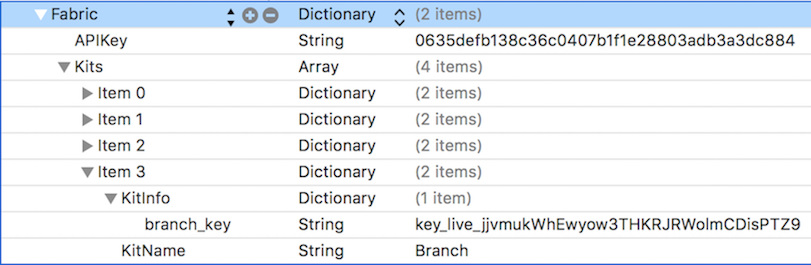 Fabric Dictionary (2 items)
APIKey String 0635defb138c36c0407b1f1e28803adb3a3dc884
Kits Array (4 items)
Item 0 Dictionary (2 items)
Item 1 Dictionary (2 items)
Item 2 Dictionary (2 items)
Item 3 Dictionary (2 items)
KitInfo Dictionary (1 item)
branch_key String key_live_jjvmukWhEwyow3THKRJRWolmCDisPTZ9
KitName String Branch